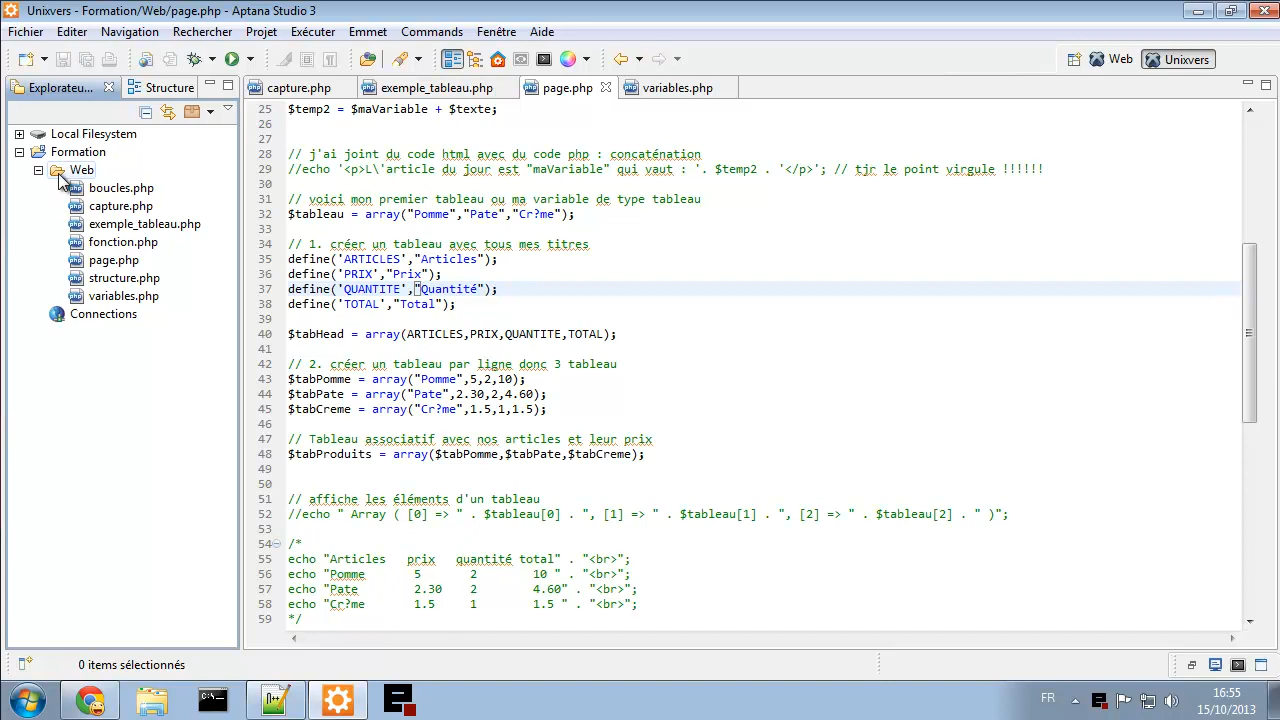 Unixvers - Formation/Web/page.php - Aptana Studio 3
Fichier Editer Navigation Rechercher Projet Exécuter Emmet Commands Fenêtre Aide
Web Unixvers
Explorateu... Structure
capture.php exemple_tableau.php page.php variables.php
Local Filesystem
Formation
Web
boucles.php
capture.php
exemple_tableau.php
fonction.php
page.php
structure.php
variables.php
Connections
25 $temp2 = $maVariable + $texte;
26
27
28 // j'ai joint du code html avec du code php : concaténation
29 //echo '<p>L\'article du jour est "maVariable" qui vaut : '. $temp2 . '</p>'; // tjr le point virgule !!!!!!
30
31 // voici mon premier tableau ou ma variable de type tableau
32 $tableau = array("Pomme","Pate","Cr?me");
33
34 // 1. créer un tableau avec tous mes titres
35 define('ARTICLES',"Articles");
36 define('PRIX',"Prix");
37 define('QUANTITE',"Quantité");
38 define('TOTAL',"Total");
39
40 $tabHead = array(ARTICLES,PRIX,QUANTITE,TOTAL);
41
42 // 2. créer un tableau par ligne donc 3 tableau
43 $tabPomme = array("Pomme",5,2,10);
44 $tabPate = array("Pate",2.30,2,4.60);
45 $tabCreme = array("Cr?me",1.5,1,1.5);
46
47 // Tableau associatif avec nos articles et leur prix
48 $tabProduits = array($tabPomme,$tabPate,$tabCreme);
49
50
51 // affiche les éléments d'un tableau
52 //echo " Array ( [0] => " . $tableau[0] . ", [1] => " . $tableau[1] . ", [2] => " . $tableau[2] . " )";
53
54 /*
55 echo "Articles prix quantité total" . "<br>";
56 echo "Pomme 5 2 10 " . "<br>";
57 echo "Pate 2.30 2 4.60" . "<br>";
58 echo "Cr?me 1.5 1 1.5 " . "<br>";
59 */
0 items sélectionnés
FR
16:55
15/10/2013